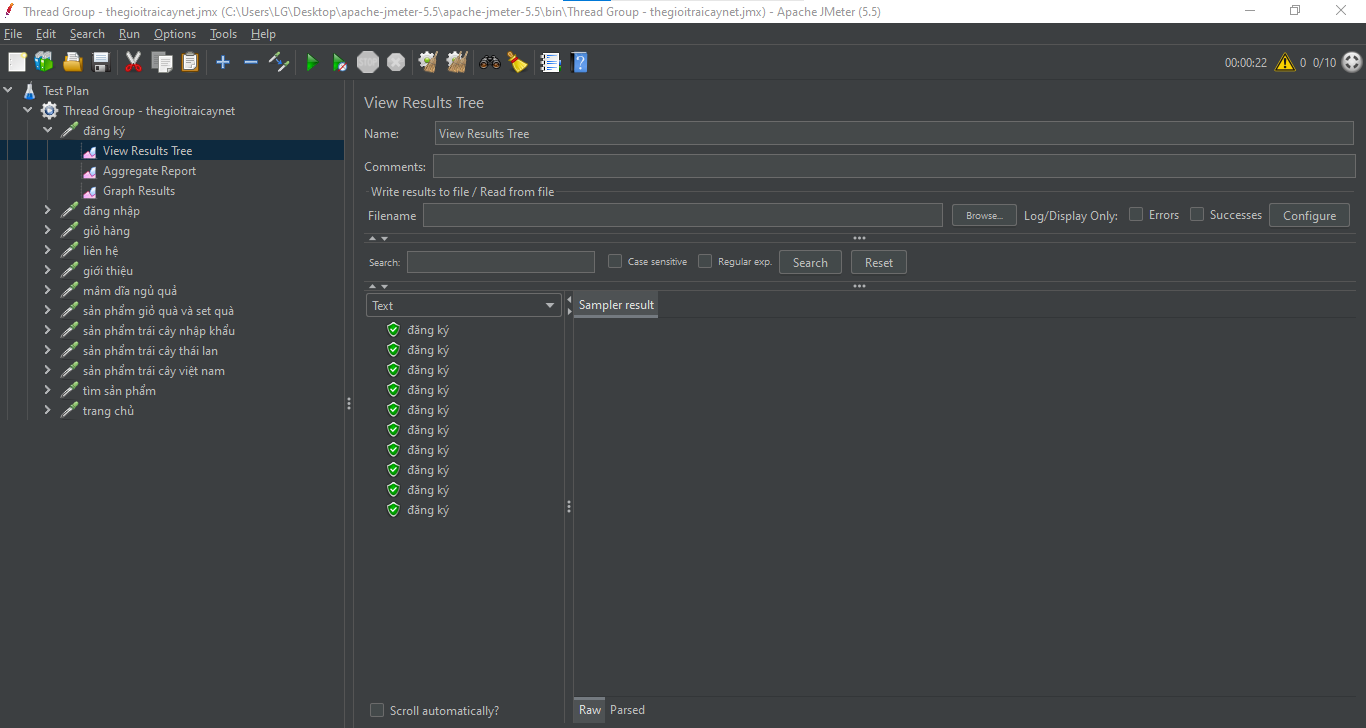 Thread Group - thegioitraicaynet.jmx (C:\Users\LG\Desktop\apache-jmeter-5.5\apache-jmeter-5.5\bin\Thread Group - thegioitraicaynet.jmx) - Apache JMeter (5.5)
File Edit Search Run Options Tools Help
STOP 00:00:22 0 0/10
Test Plan
Thread Group - thegioitraicaynet
đăng ký
View Results Tree
Aggregate Report
Graph Results
đăng nhập
giỏ hàng
liên hệ
giới thiệu
mâm dĩa ngủ quả
sản phẩm giỏ quà và set quà
sản phẩm trái cây nhập khẩu
sản phẩm trái cây thái lan
sản phẩm trái cây việt nam
tìm sản phẩm
trang chủ
View Results Tree
Name: View Results Tree
Comments:
Write results to file / Read from file
Filename Browse... Log/Display Only: Errors Successes Configure
Search: Case sensitive Regular exp. Search Reset
Text
Sampler result
đăng ký
đăng ký
đăng ký
đăng ký
đăng ký
đăng ký
đăng ký
đăng ký
đăng ký
đăng ký
Scroll automatically?
Raw Parsed